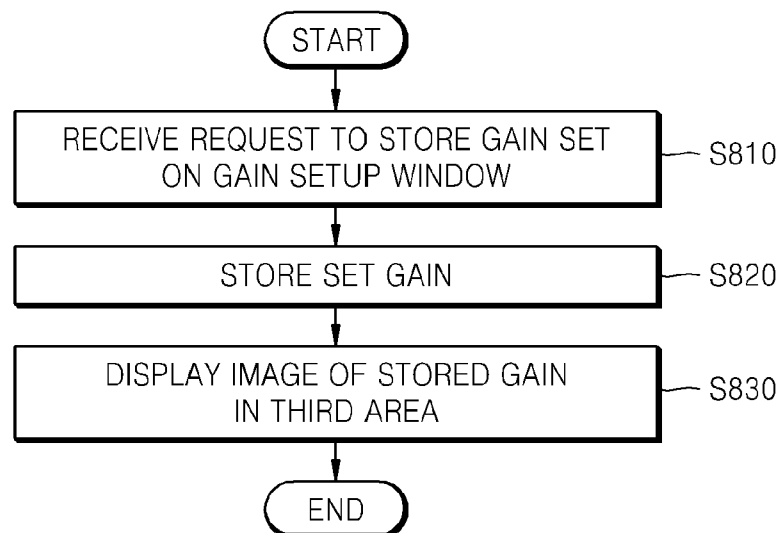 START
RECEIVE REQUEST TO STORE GAIN SET
ON GAIN SETUP WINDOW
S810
STORE SET GAIN
S820
DISPLAY IMAGE OF STORED GAIN
IN THIRD AREA
S830
END